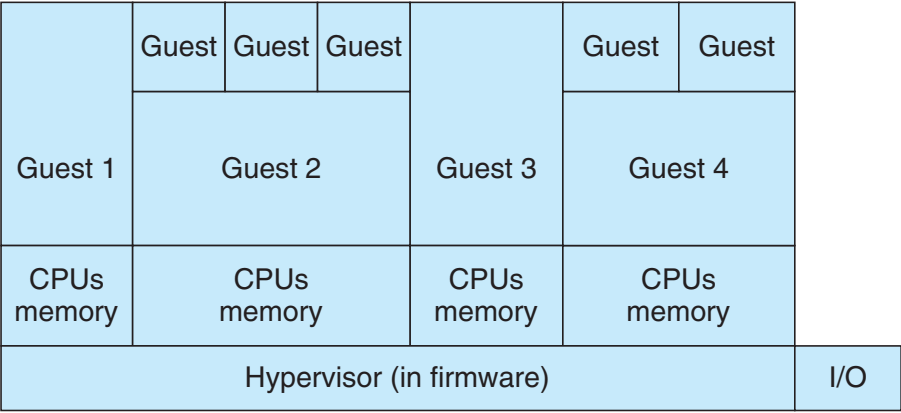 Guest Guest Guest Guest Guest
Guest 1 Guest 2 Guest 3 Guest 4
CPUs CPUs CPUs CPUs
memory memory memory memory
Hypervisor (in firmware) I/O